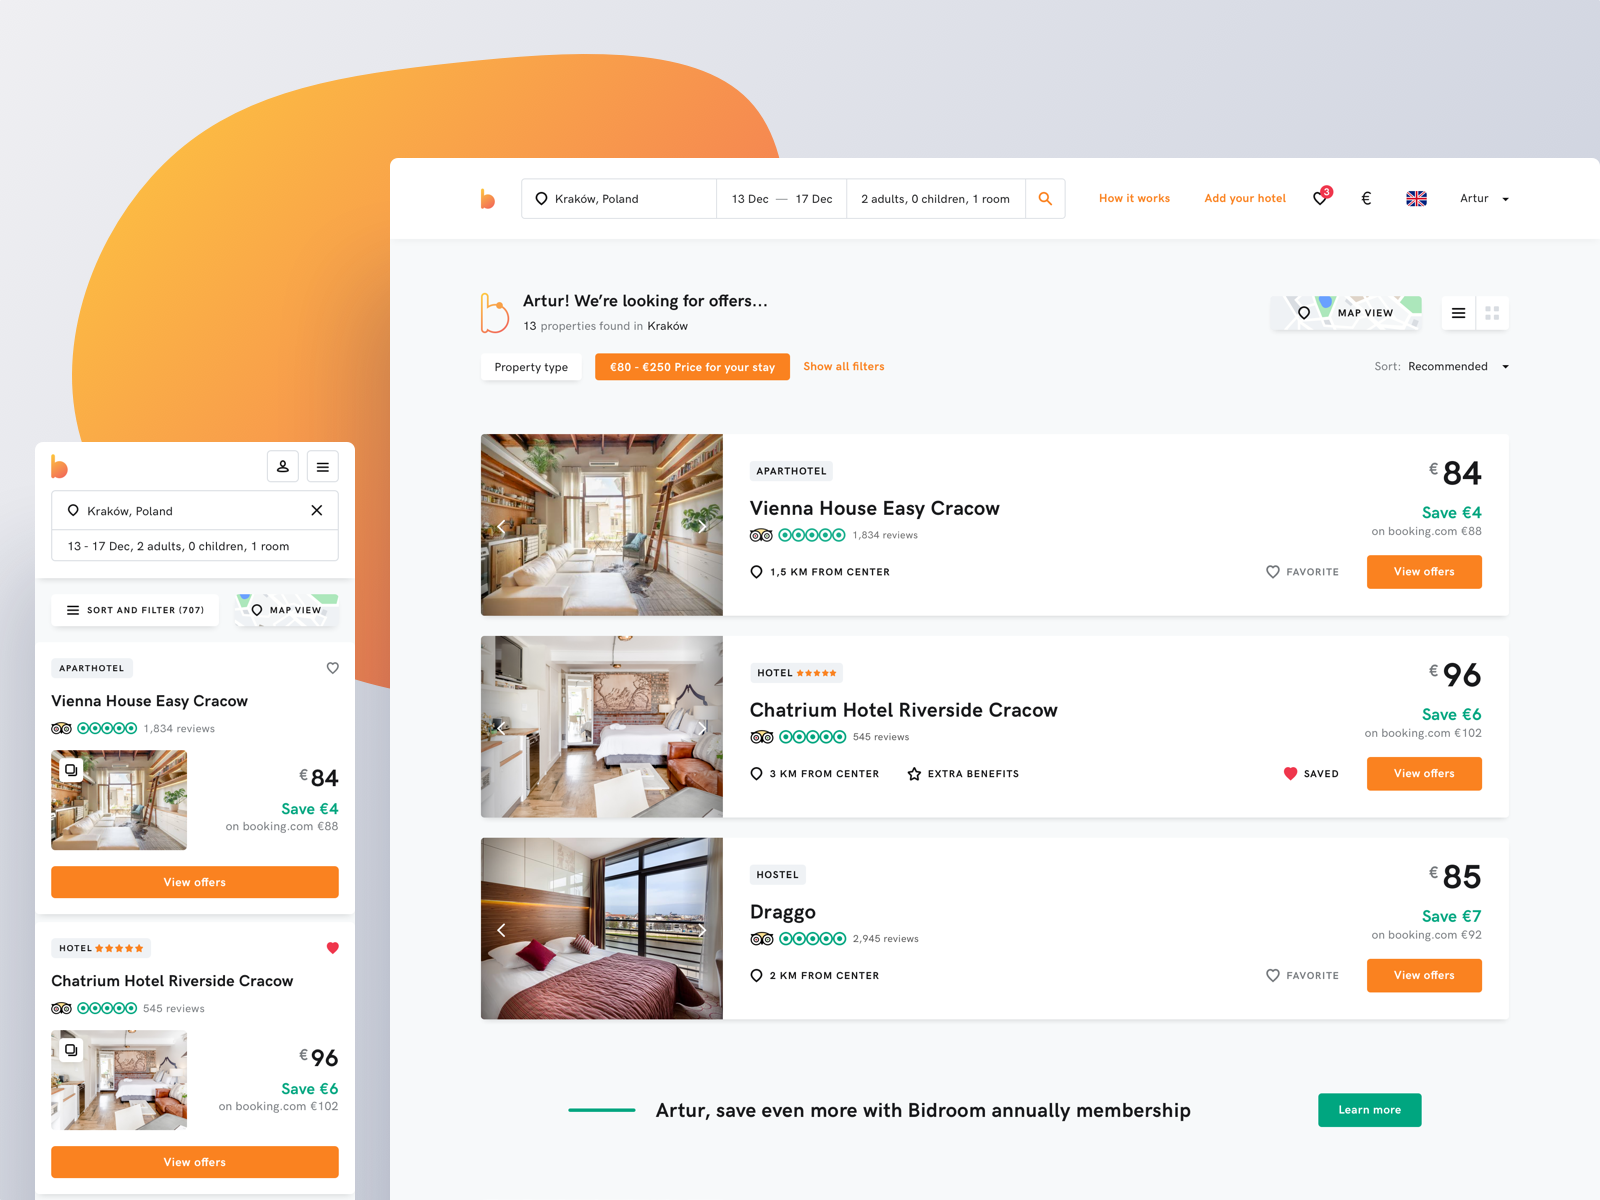 Kraków, Poland
13 Dec — 17 Dec
2 adults, 0 children, 1 room
How it works
Add your hotel
3
€
Artur
Artur! We’re looking for offers...
13 properties found in Kraków
MAP VIEW
Property type
€80 - €250 Price for your stay
Show all filters
Sort: Recommended
APARTHOTEL
Vienna House Easy Cracow
1,834 reviews
1,5 KM FROM CENTER
€ 84
Save €4
on booking.com €88
FAVORITE
View offers
HOTEL
Chatrium Hotel Riverside Cracow
545 reviews
3 KM FROM CENTER
EXTRA BENEFITS
€ 96
Save €6
on booking.com €102
SAVED
View offers
HOSTEL
Draggo
2,945 reviews
2 KM FROM CENTER
€ 85
Save €7
on booking.com €92
FAVORITE
View offers
Artur, save even more with Bidroom annually membership
Learn more
Kraków, Poland
13 - 17 Dec, 2 adults, 0 children, 1 room
SORT AND FILTER (707)
MAP VIEW
APARTHOTEL
Vienna House Easy Cracow
1,834 reviews
€ 84
Save €4
on booking.com €88
View offers
HOTEL
Chatrium Hotel Riverside Cracow
545 reviews
€ 96
Save €6
on booking.com €102
View offers